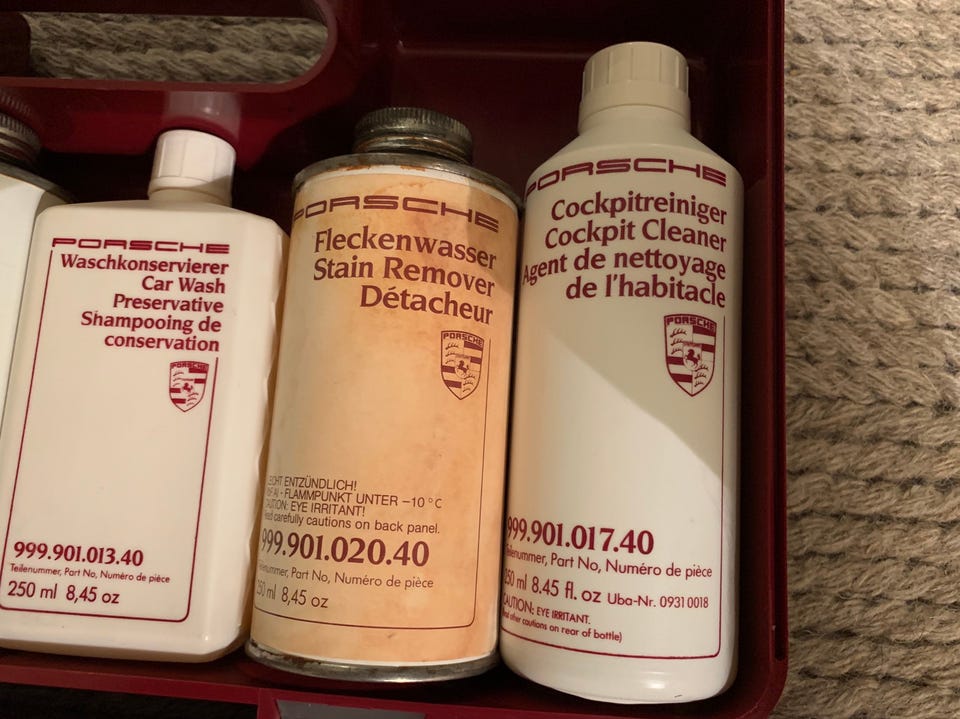 PORSCHE
Waschkonservierer
Car Wash
Preservative
Shampooing de
conservation
PORSCHE
999.901.013.40
Teilenummer, Part No, Numéro de pièce
250 ml 8,45 oz
PORSCHE
Fleckenwasser
Stain Remover
Détacheur
PORSCHE
ENTZÜNDLICH!
- FLAMMPUNKT UNTER –10 °C
EYE IRRITANT!
carefully cautions on back panel.
999.901.020.40
Part No, Numéro de pièce
250 ml 8,45 oz
PORSCHE
Cockpitreiniger
Cockpit Cleaner
Agent de nettoyage
de l'habitacle
PORSCHE
999.901.017.40
Teilenummer, Part No, Numéro de pièce
250 ml 8.45 fl. oz Uba-Nr. 0931 0018
CAUTION: EYE IRRITANT.
other cautions on rear of bottle)